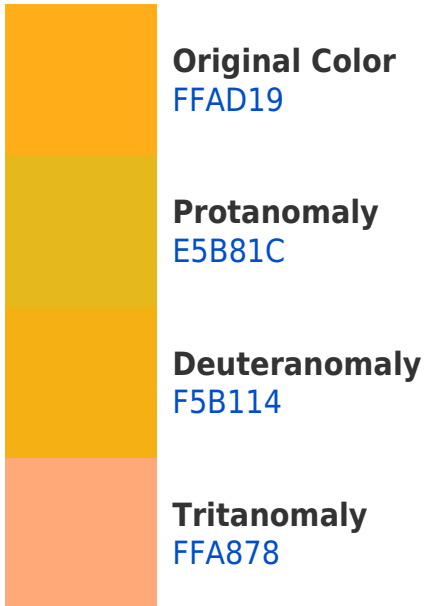 Original Color
FFAD19
Protanomaly
E5B81C
Deuteranomaly
F5B114
Tritanomaly
FFA878